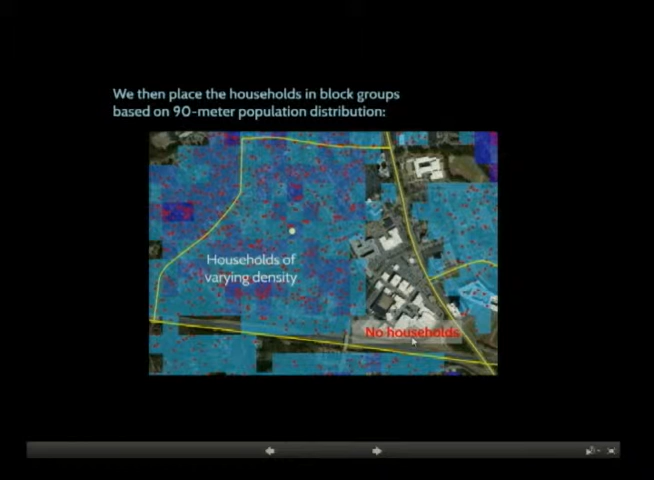 We then place the households in block groups
based on 90-meter population distribution:
Households of
varying density
No households